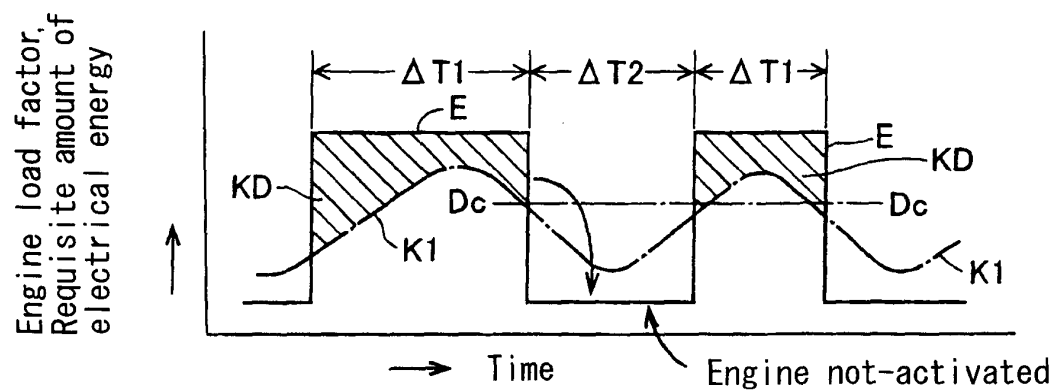 Engine load factor,
Requisite amount of
electrical energy
ΔT1
ΔT2
ΔT1
E
E
KD
KD
Dc
Dc
K1
K1
Time
Engine not-activated